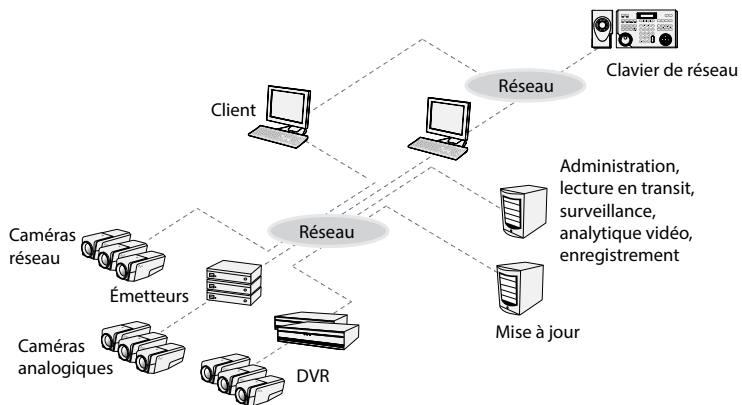 Clavier de réseau
Réseau
Client
Administration,
lecture en transit,
surveillance,
analytique vidéo,
enregistrement
Réseau
Caméras
réseau
Émetteurs
Mise à jour
Caméras
analogiques
DVR